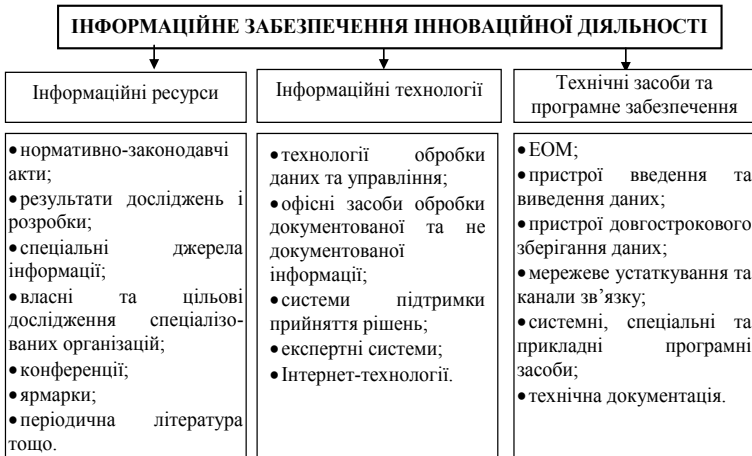 ІНФОРМАЦІЙНЕ ЗАБЕЗПЕЧЕННЯ ІННОВАЦІЙНОЇ ДІЯЛЬНОСТІ
Інформаційні ресурси
Інформаційні технології
Технічні засоби та
програмне забезпечення
•нормативно-законодавчі
акти;
•результати досліджень і
розробки;
•спеціальні джерела
інформації;
•власні та цільові
дослідження спеціалізо-
ваних організацій;
•конференції;
•ярмарки;
•періодична література
тощо.
•технології обробки
даних та управління;
•офісні засоби обробки
документованої та не
документованої
інформації;
•системи підтримки
прийняття рішень;
•експертні системи;
•Інтернет-технології.
•ЕОМ;
•пристрої введення та
виведення даних;
•пристрої довгострокового
зберігання даних;
•мережеве устаткування та
канали зв’язку;
•системні, спеціальні та
прикладні програмні
засоби;
•технічна документація.